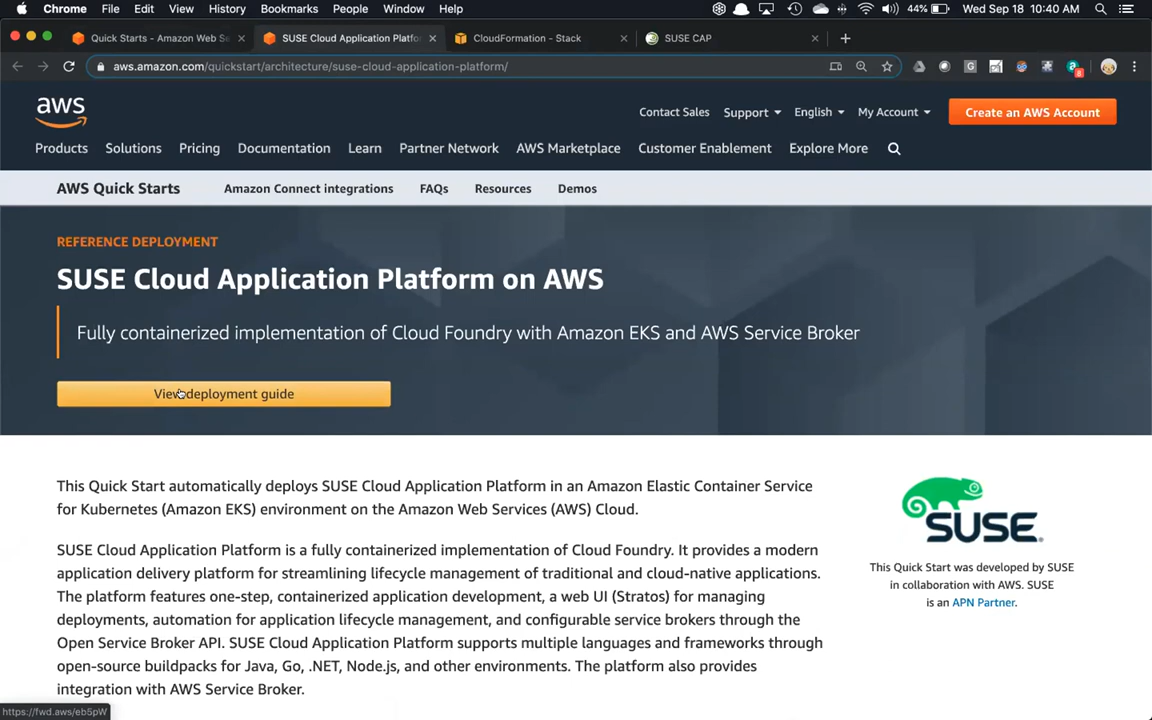 Chrome File Edit View History Bookmarks People Window Help 44% Wed Sep 18 10:40 AM
Quick Starts - Amazon Web Se SUSE Cloud Application Platfo CloudFormation - Stack SUSE CAP
aws.amazon.com/quickstart/architecture/suse-cloud-application-platform/
aws
Contact Sales Support English My Account Create an AWS Account
Products Solutions Pricing Documentation Learn Partner Network AWS Marketplace Customer Enablement Explore More
AWS Quick Starts Amazon Connect integrations FAQs Resources Demos
REFERENCE DEPLOYMENT
SUSE Cloud Application Platform on AWS
Fully containerized implementation of Cloud Foundry with Amazon EKS and AWS Service Broker
View deployment guide
This Quick Start automatically deploys SUSE Cloud Application Platform in an Amazon Elastic Container Service
for Kubernetes (Amazon EKS) environment on the Amazon Web Services (AWS) Cloud.
SUSE Cloud Application Platform is a fully containerized implementation of Cloud Foundry. It provides a modern
application delivery platform for streamlining lifecycle management of traditional and cloud-native applications.
The platform features one-step, containerized application development, a web UI (Stratos) for managing
deployments, automation for application lifecycle management, and configurable service brokers through the
Open Service Broker API. SUSE Cloud Application Platform supports multiple languages and frameworks through
open-source buildpacks for Java, Go, .NET, Node.js, and other environments. The platform also provides
integration with AWS Service Broker.
SUSE
This Quick Start was developed by SUSE
in collaboration with AWS. SUSE
is an APN Partner.
https://fwd.aws/eb5pW